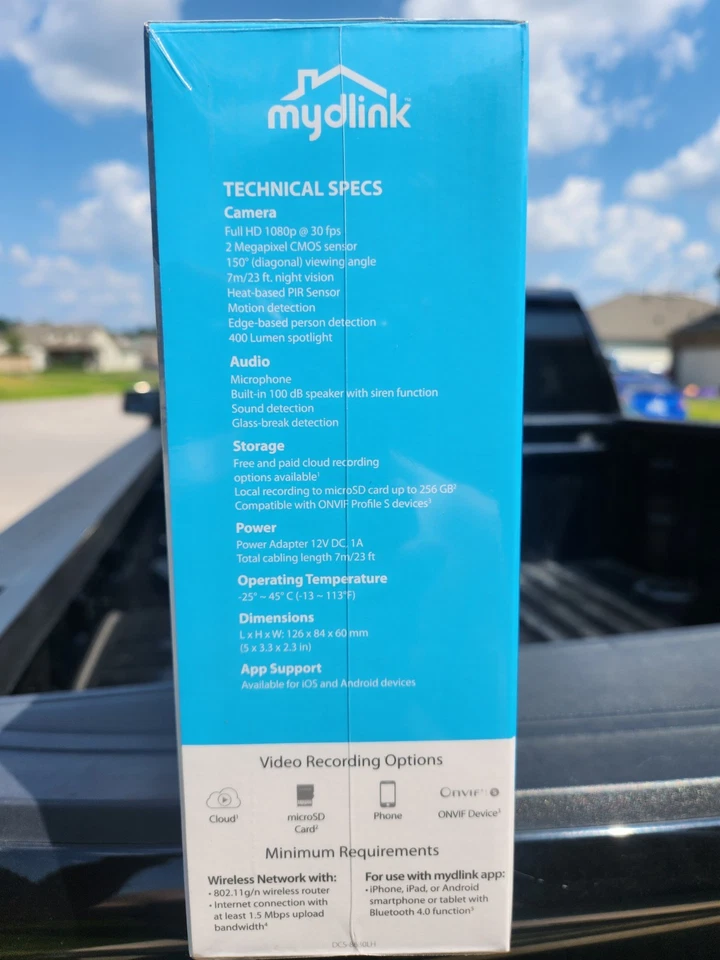 mydlink
TECHNICAL SPECS
Camera
Full HD 1080p @ 30 fps
2 Megapixel CMOS sensor
150° (diagonal) viewing angle
7m/23 ft. night vision
Heat-based PIR Sensor
Motion detection
Edge-based person detection
400 Lumen spotlight
Audio
Microphone
Built-in 100 dB speaker with siren function
Sound detection
Glass-break detection
Storage
Free and paid cloud recording
options available¹
Local recording to microSD card up to 256 GB²
Compatible with ONVIF Profile S devices³
Power
Power Adapter 12V DC, 1A
Total cabling length 7m/23 ft
Operating Temperature
-25° ~ 45° C (-13 ~ 113°F)
Dimensions
L x H x W: 126 x 84 x 60 mm
(5 x 3.3 x 2.3 in)
App Support
Available for iOS and Android devices
Video Recording Options
Cloud¹
microSD
Card²
Phone
ONVIF S
ONVIF Device³
Minimum Requirements
Wireless Network with:
• 802.11g/n wireless router
• Internet connection with
at least 1.5 Mbps upload
bandwidth⁴
For use with mydlink app:
• iPhone, iPad, or Android
smartphone or tablet with
Bluetooth 4.0 function⁵